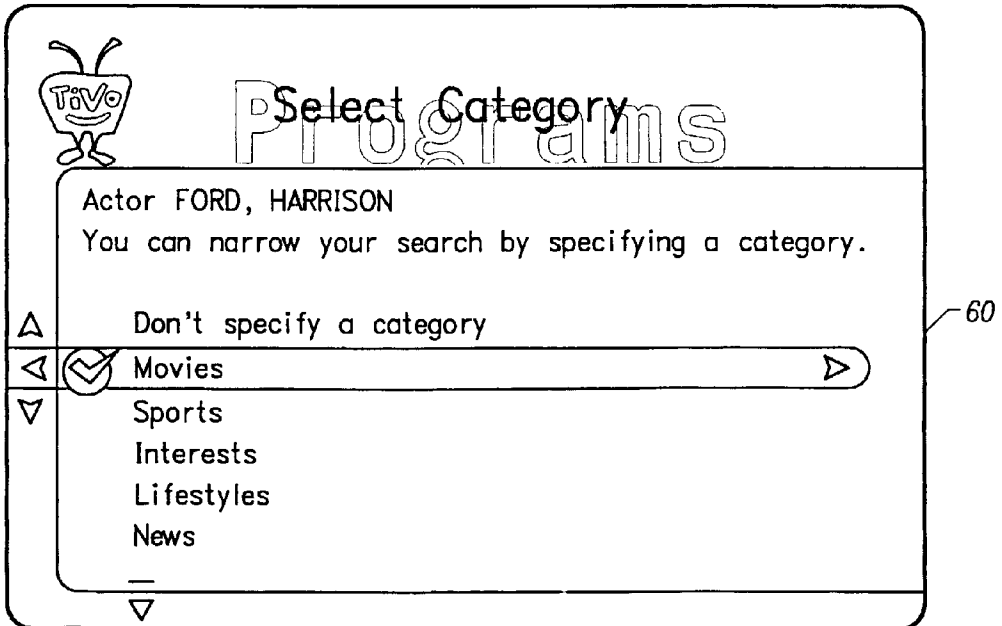 TiVo
Programs
Select Category
Actor FORD, HARRISON
You can narrow your search by specifying a category.
Don't specify a category
60
Movies
Sports
Interests
Lifestyles
News